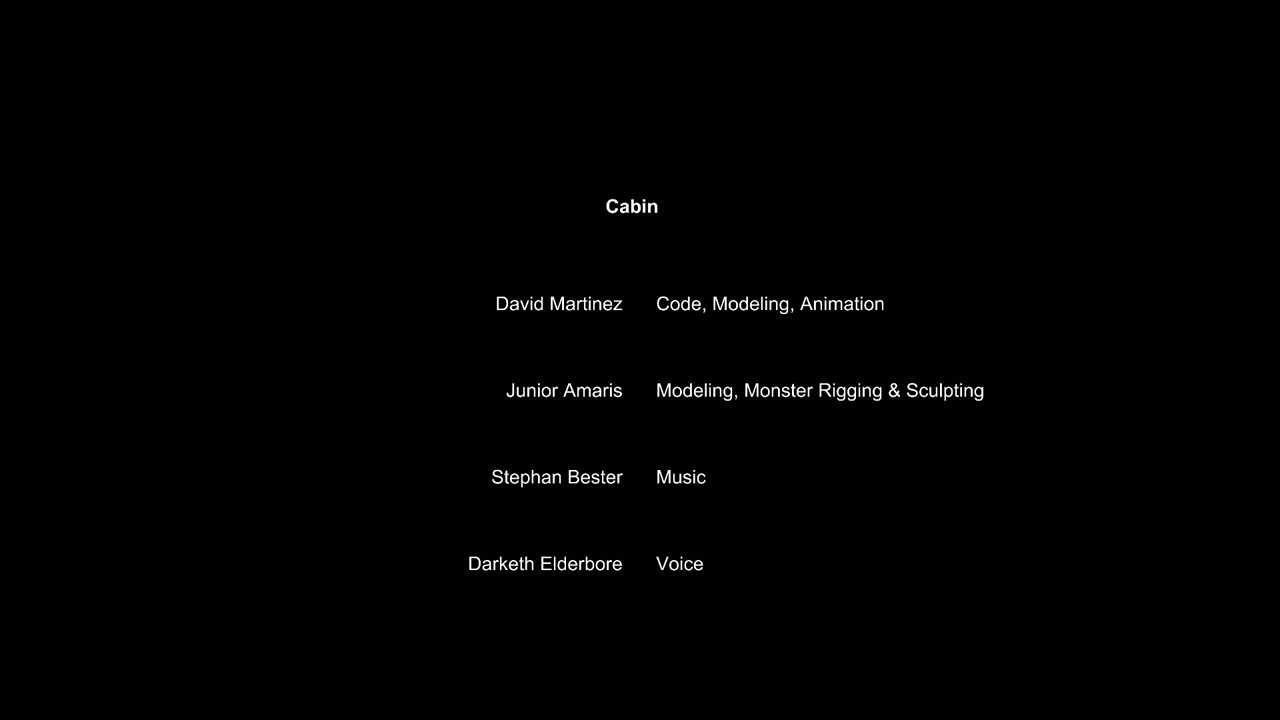 Cabin
David Martinez Code, Modeling, Animation
Junior Amaris Modeling, Monster Rigging & Sculpting
Stephan Bester Music
Darketh Elderbore Voice